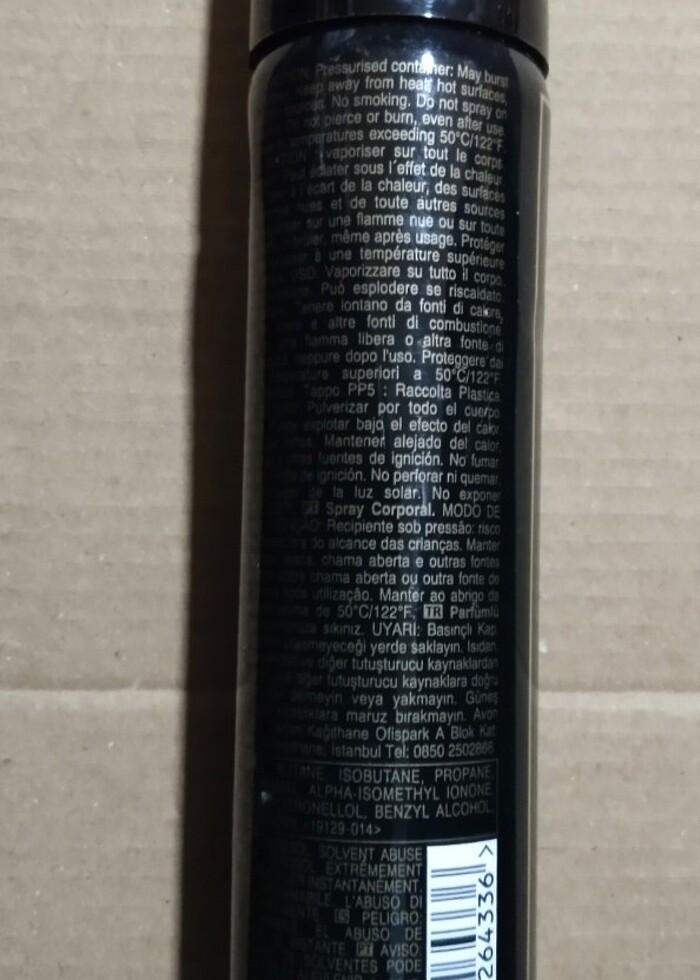 Pressurised container: May burst
keep away from heat, hot surfaces,
No smoking. Do not spray on
not pierce or burn, even after use.
exceeding 50°C/122°F.
vaporiser sur tout le corps.
éclater sous l'effet de la chaleur.
à l'écart de la chaleur, des surfaces
nues et de toute autres sources
sur une flamme nue ou sur toute
même après usage. Protéger
à une température supérieure
USO: Vaporizzare su tutto il corpo.
Può esplodere se riscaldato.
lontano da fonti di calore,
e altre fonti di combustione.
fiamma libera o altra fonte di
neppure dopo l'uso. Proteggere dai
superiori a 50°C/122°F.
Tappo PP5 : Raccolta Plastica.
Pulverizar por todo el cuerpo
explotar bajo el efecto del calor.
Mantener alejado del calor,
fuentes de ignición. No fumar.
de ignición. No perforar ni quemar,
de la luz solar. No exponer
PT Spray Corporal. MODO DE
Recipiente sob pressão: risco
do alcance das crianças. Manter
chama aberta e outras fontes
chama aberta ou outra fonte de
utilização. Manter ao abrigo da
de 50°C/122°F. TR Parfümlü
sıkınız. UYARI: Basınçlı Kap
yerde saklayın. Isıdan,
ve diğer tutuşturucu kaynaklardan
diğer tutuşturucu kaynaklara doğru
veya yakmayın. Güneş
maruz bırakmayın. Avon
Kağıthane Ofispark A Blok Kat
İstanbul Tel: 0850 2502866.
ISOBUTANE, PROPANE,
ALPHA-ISOMETHYL IONONE,
BENZYL ALCOHOL.
<19129-014>
SOLVENT ABUSE
EXTRÊMEMENT
INSTANTANÉMENT.
L'ABUSO DI
ES PELIGRO:
EL ABUSO DE
PT AVISO:
SOLVENTES PODE
264336 >